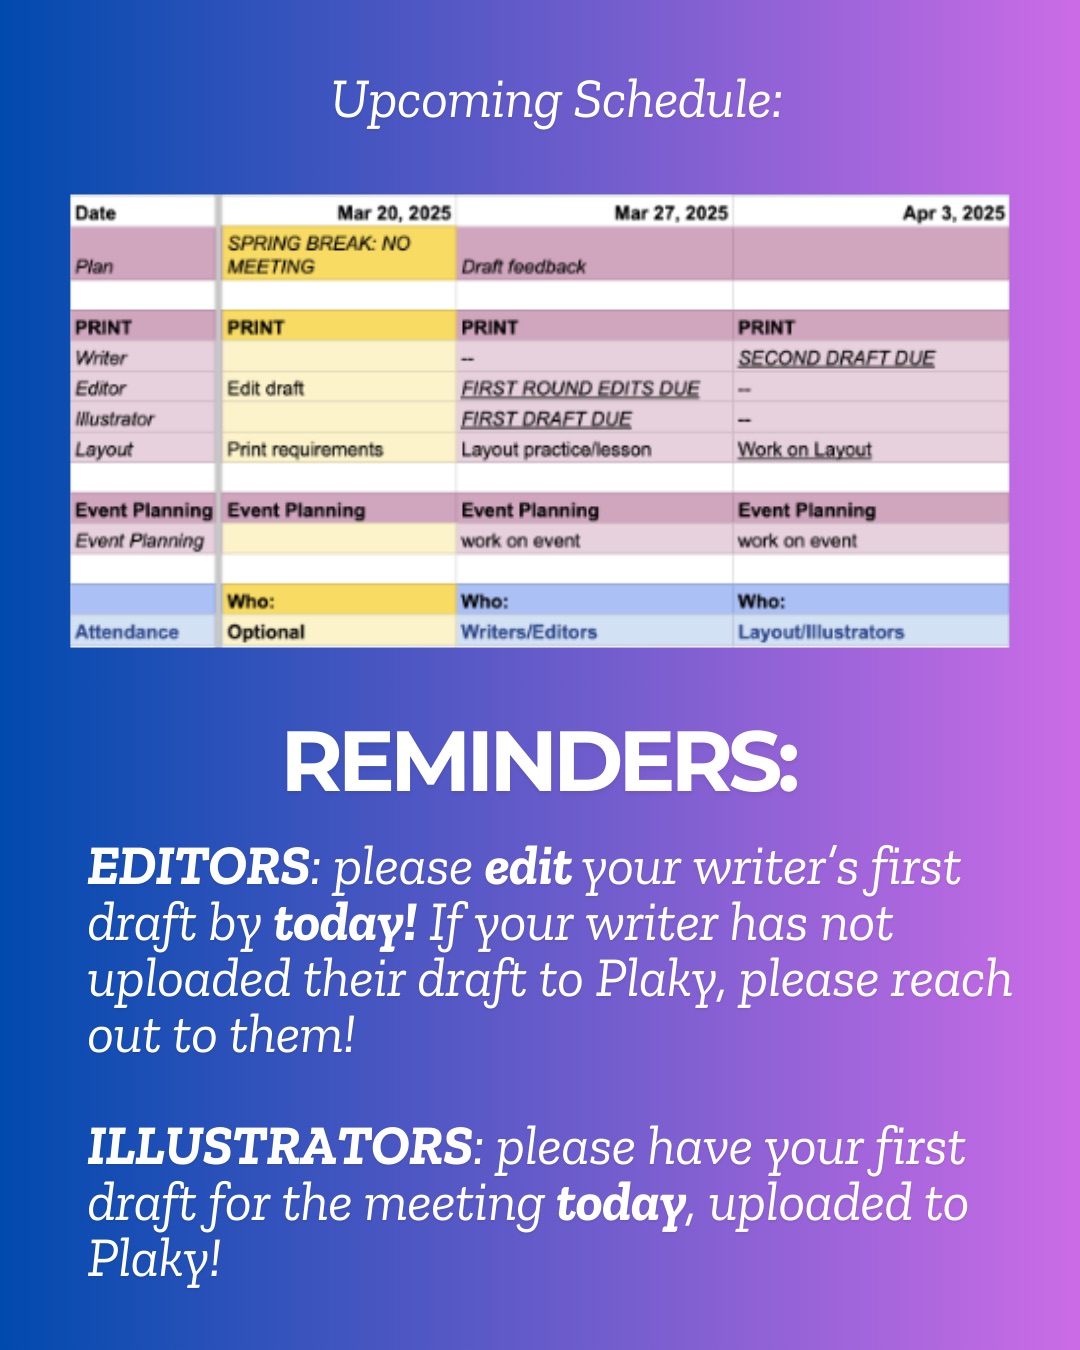 Upcoming Schedule:
Date Mar 20, 2025 Mar 27, 2025 Apr 3, 2025
SPRING BREAK: NO
Plan MEETING Draft feedback
PRINT PRINT PRINT PRINT
Writer -- SECOND DRAFT DUE
Editor Edit draft FIRST ROUND EDITS DUE --
Illustrator FIRST DRAFT DUE --
Layout Print requirements Layout practice/lesson Work on Layout
Event Planning Event Planning Event Planning Event Planning
Event Planning work on event work on event
Who: Who: Who:
Attendance Optional Writers/Editors Layout/Illustrators
REMINDERS:
EDITORS: please edit your writer’s first
draft by today! If your writer has not
uploaded their draft to Plaky, please reach
out to them!
ILLUSTRATORS: please have your first
draft for the meeting today, uploaded to
Plaky!